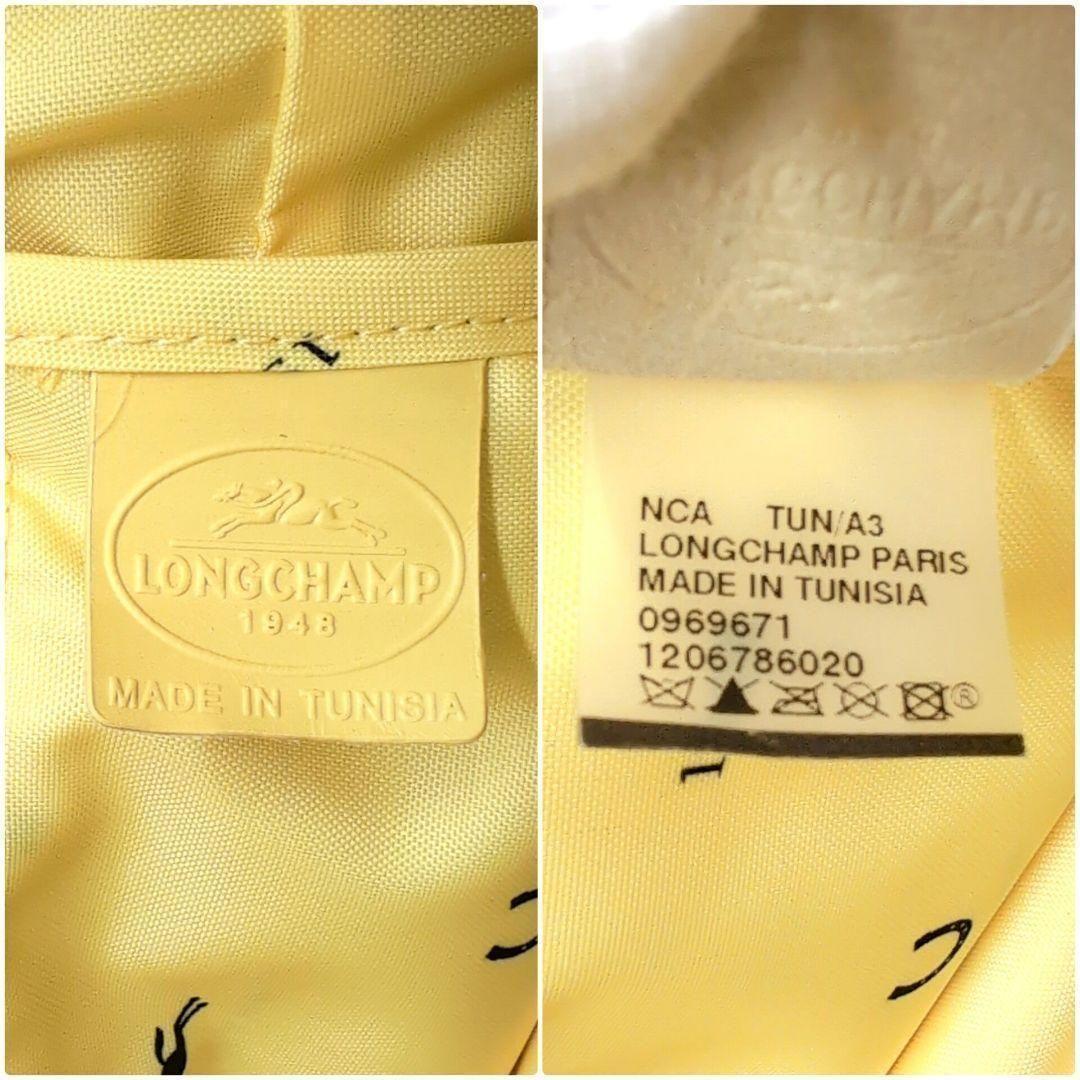 LONGCHAMP
1948
MADE IN TUNISIA
NCA TUN/A3
LONGCHAMP PARIS
MADE IN TUNISIA
0969671
1206786020
®